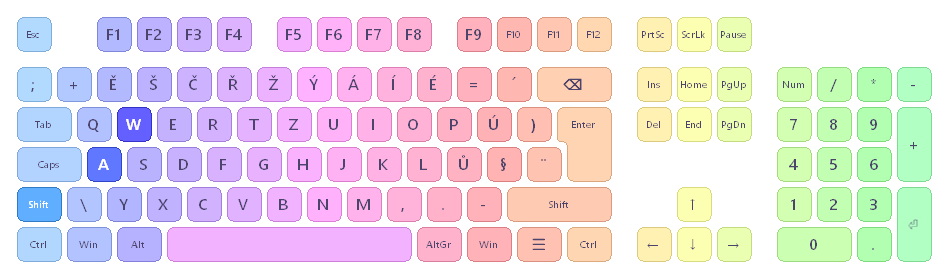 Esc F1 F2 F3 F4 F5 F6 F7 F8 F9 F10 F11 F12 PrtSc ScrLk Pause
; + Ě Š Č Ř Ž Ý Á Í É = ´ ⌫ Ins Home PgUp Num / * -
Tab Q W E R T Z U I O P Ú ) Enter Del End PgDn 7 8 9 +
Caps A S D F G H J K L Ů § ¨ 4 5 6
Shift \ Y X C V B N M , . - Shift ↑ 1 2 3 ⏎
Ctrl Win Alt AltGr Win ☰ Ctrl ← ↓ → 0 .